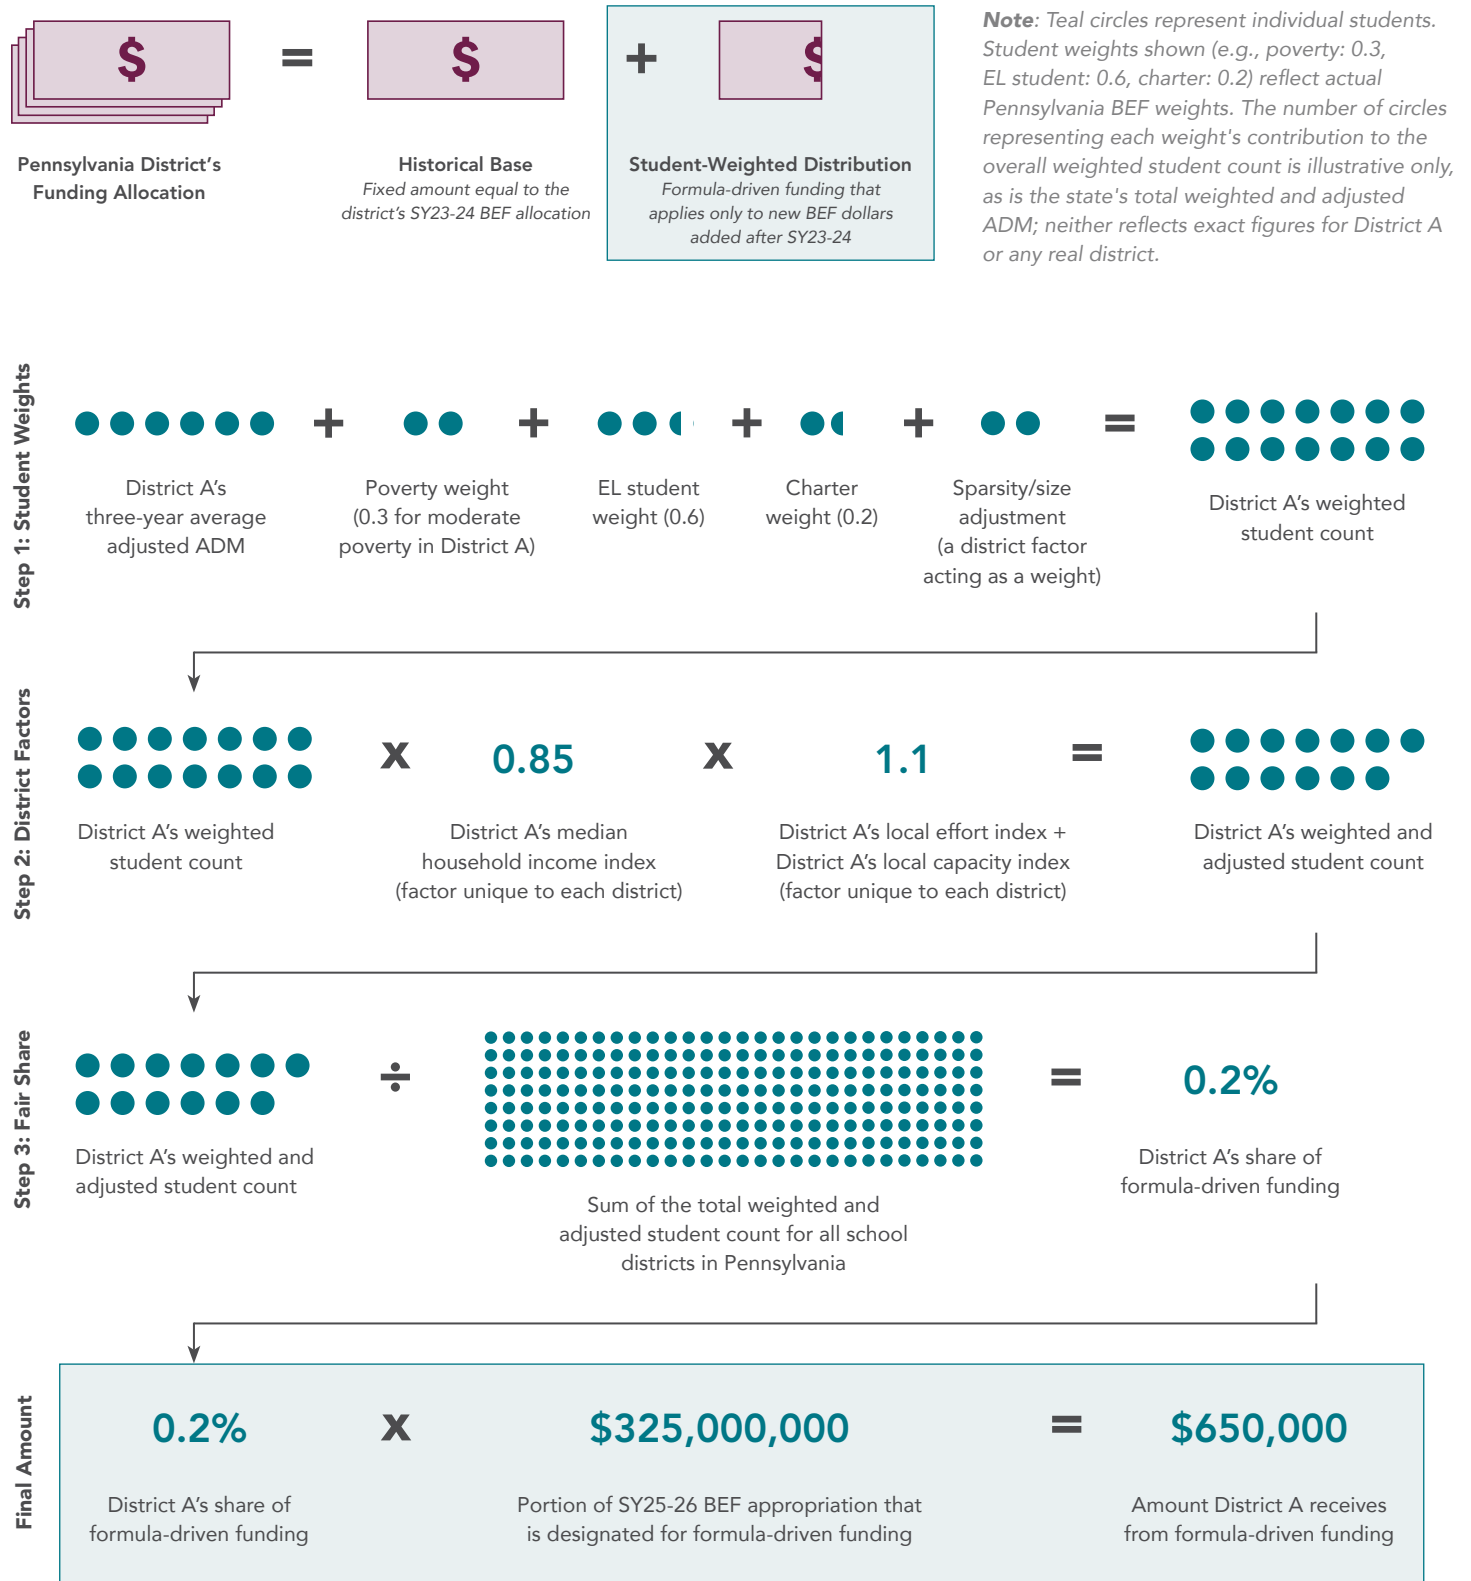 $
=
$
+
$
Pennsylvania District’s
Funding Allocation
Historical Base
Fixed amount equal to the
district’s SY23-24 BEF allocation
Student-Weighted Distribution
Formula-driven funding that
applies only to new BEF dollars
added after SY23-24
Note: Teal circles represent individual students.
Student weights shown (e.g., poverty: 0.3,
EL student: 0.6, charter: 0.2) reflect actual
Pennsylvania BEF weights. The number of circles
representing each weight's contribution to the
overall weighted student count is illustrative only,
as is the state's total weighted and adjusted
ADM; neither reflects exact figures for District A
or any real district.
Step 1: Student Weights
+
+
+
+
=
District A’s
three-year average
adjusted ADM
Poverty weight
(0.3 for moderate
poverty in District A)
EL student
weight (0.6)
Charter
weight (0.2)
Sparsity/size
adjustment
(a district factor
acting as a weight)
District A’s weighted
student count
Step 2: District Factors
x
0.85
x
1.1
=
District A’s weighted
student count
District A’s median
household income index
(factor unique to each district)
District A’s local effort index +
District A’s local capacity index
(factor unique to each district)
District A’s weighted and
adjusted student count
Step 3: Fair Share
÷
=
0.2%
District A’s weighted and
adjusted student count
Sum of the total weighted and
adjusted student count for all school
districts in Pennsylvania
District A’s share of
formula-driven funding
Final Amount
0.2%
x
$325,000,000
=
$650,000
District A’s share of
formula-driven funding
Portion of SY25-26 BEF appropriation that
is designated for formula-driven funding
Amount District A receives
from formula-driven funding